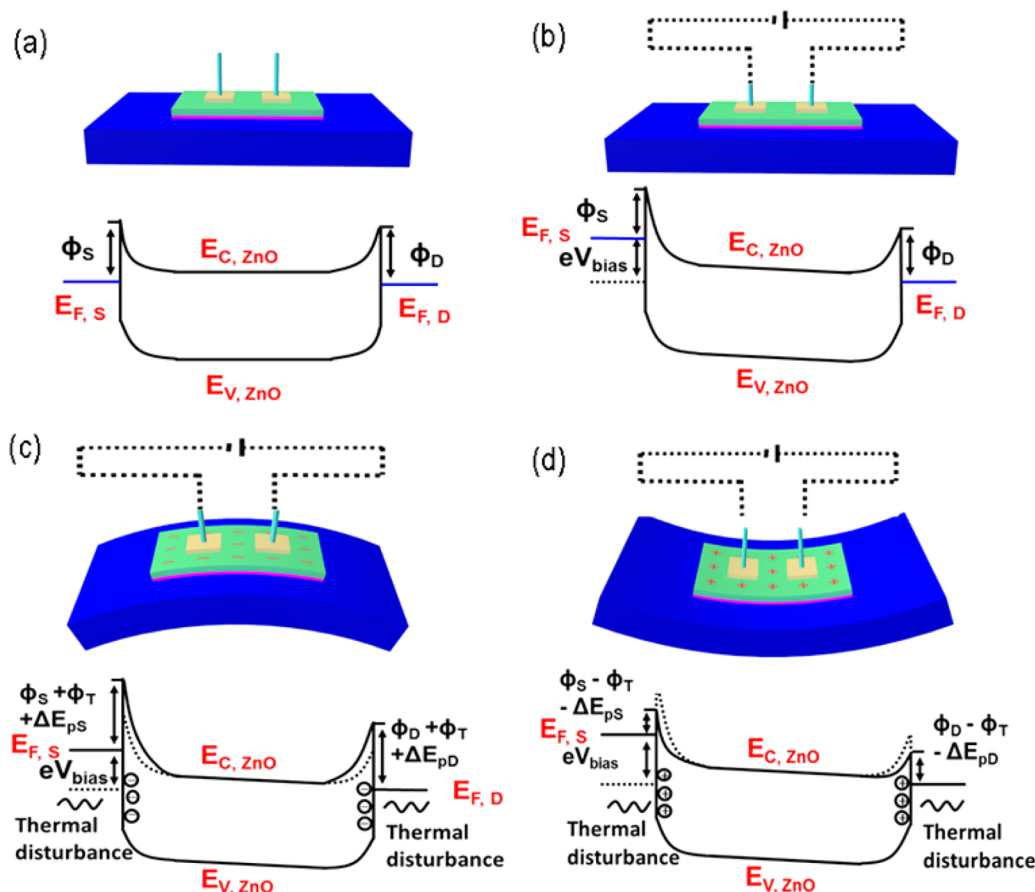 (a)
ΦS
EC, ZnO
ΦD
EF, S
EF, D
EV, ZnO
(b)
ΦS
EF, S
eVbias
EC, ZnO
ΦD
EF, D
EV, ZnO
(c)
ΦS +ΦT
+ΔEpS
EF, S
eVbias
EC, ZnO
ΦD +ΦT
+ΔEpD
EF, D
Thermal
disturbance
Thermal
disturbance
EV, ZnO
(d)
ΦS - ΦT
- ΔEpS
EF, S
eVbias
EC, ZnO
ΦD - ΦT
- ΔEpD
Thermal
disturbance
Thermal
disturbance
EV, ZnO